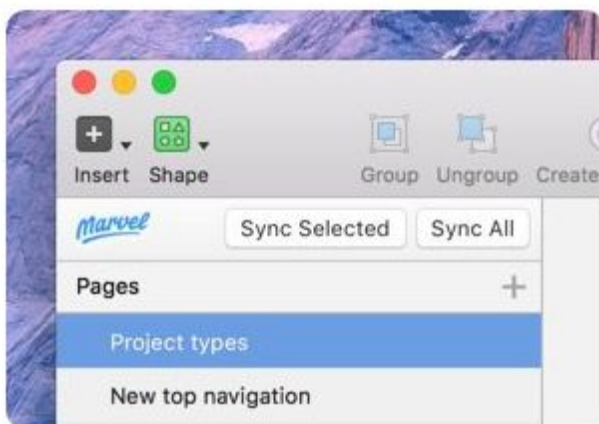 Insert Shape Group Ungroup Create
Marvel Sync Selected Sync All
Pages
Project types
New top navigation